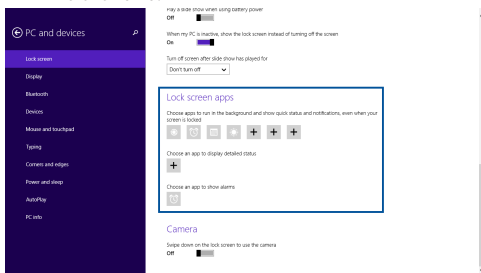 PC and devices
Lock screen
Display
Bluetooth
Devices
Mouse and touchpad
Typing
Corners and edges
Power and sleep
AutoPlay
PC info
Play a slide show when using battery power
Off
When my PC is inactive, show the lock screen instead of turning off the screen
On
Turn off screen after slide show has played for
Don't turn off
Lock screen apps
Choose apps to run in the background and show quick status and notifications, even when your
screen is locked
Choose an app to display detailed status
Choose an app to show alarms
Camera
Swipe down on the lock screen to use the camera
Off